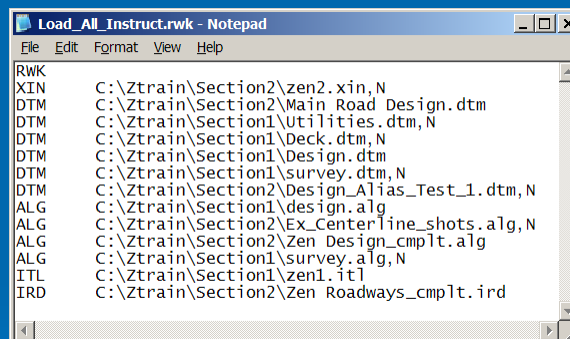 Load_All_Instruct.rwk - Notepad
File Edit Format View Help
RWK
XIN C:\Ztrain\Section2\zen2.xin,N
DTM C:\Ztrain\Section2\Main Road Design.dtm
DTM C:\Ztrain\Section1\Utilities.dtm,N
DTM C:\Ztrain\Section1\Deck.dtm,N
DTM C:\Ztrain\Section1\Design.dtm
DTM C:\Ztrain\Section1\survey.dtm,N
DTM C:\Ztrain\Section2\Design_Alias_Test_1.dtm,N
ALG C:\Ztrain\Section1\design.alg
ALG C:\Ztrain\Section2\Ex_Centerline_shots.alg,N
ALG C:\Ztrain\Section2\Zen Design_cmplt.alg
ALG C:\Ztrain\Section1\survey.alg,N
ITL C:\Ztrain\Section1\zen1.itl
IRD C:\Ztrain\Section2\Zen Roadways_cmplt.ird